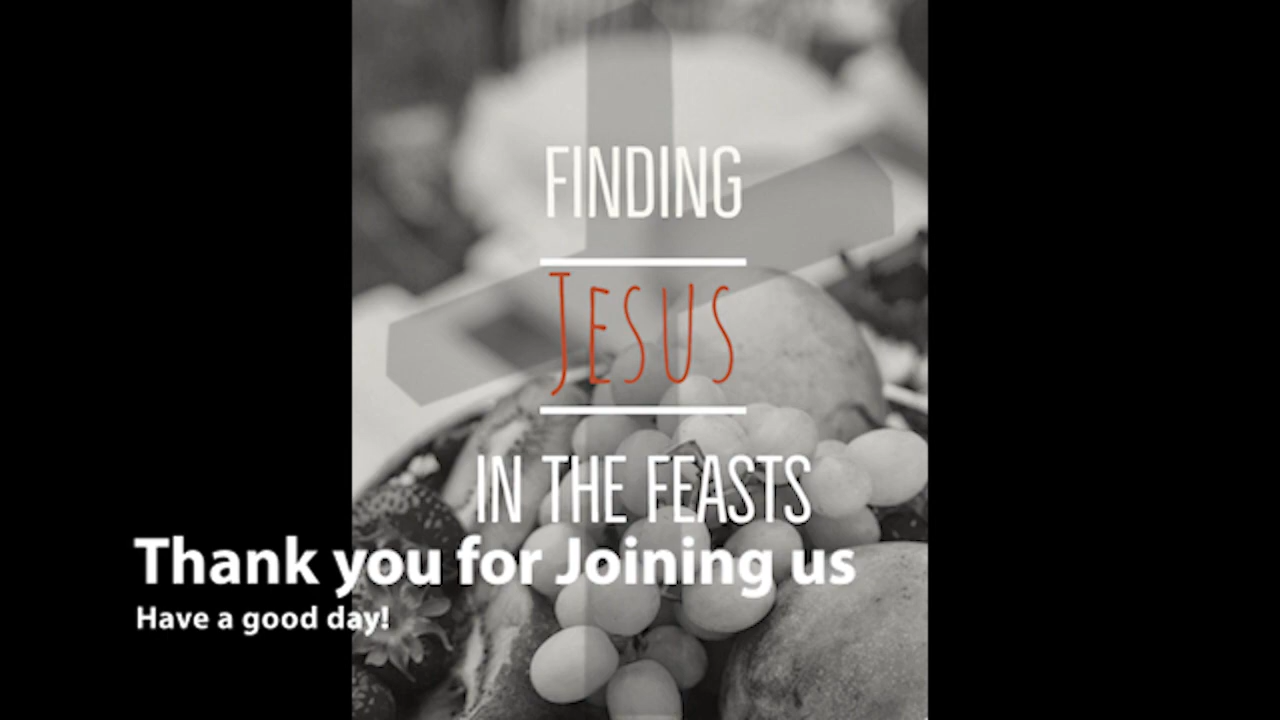 FINDING
JESUS
IN THE FEASTS
Thank you for Joining us
Have a good day!